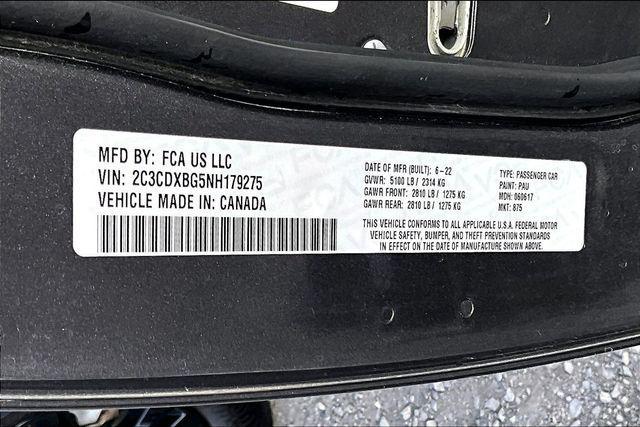 MFD BY: FCA US LLC
VIN: 2C3CDXBG5NH179275
VEHICLE MADE IN: CANADA
DATE OF MFR (BUILT): 6-22
GVWR: 5100 LB / 2314 KG
GAWR FRONT: 2810 LB / 1275 KG
GAWR REAR: 2810 LB / 1275 KG
TYPE: PASSENGER CAR
PAINT: PAU
MDH: 060617
MKT: 875
THIS VEHICLE CONFORMS TO ALL APPLICABLE U.S.A. FEDERAL MOTOR
VEHICLE SAFETY, BUMPER, AND THEFT PREVENTION STANDARDS
IN EFFECT ON THE DATE OF MANUFACTURE SHOWN ABOVE.